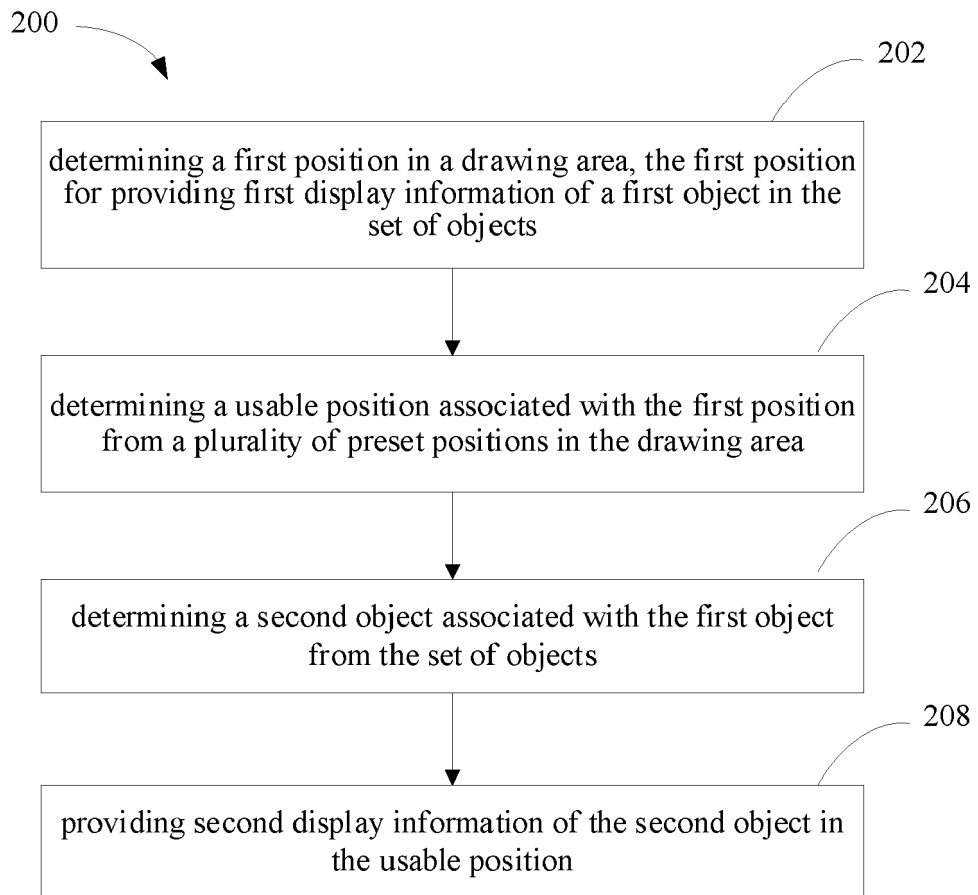 200
202
determining a first position in a drawing area, the first position
for providing first display information of a first object in the
set of objects
204
determining a usable position associated with the first position
from a plurality of preset positions in the drawing area
206
determining a second object associated with the first object
from the set of objects
208
providing second display information of the second object in
the usable position